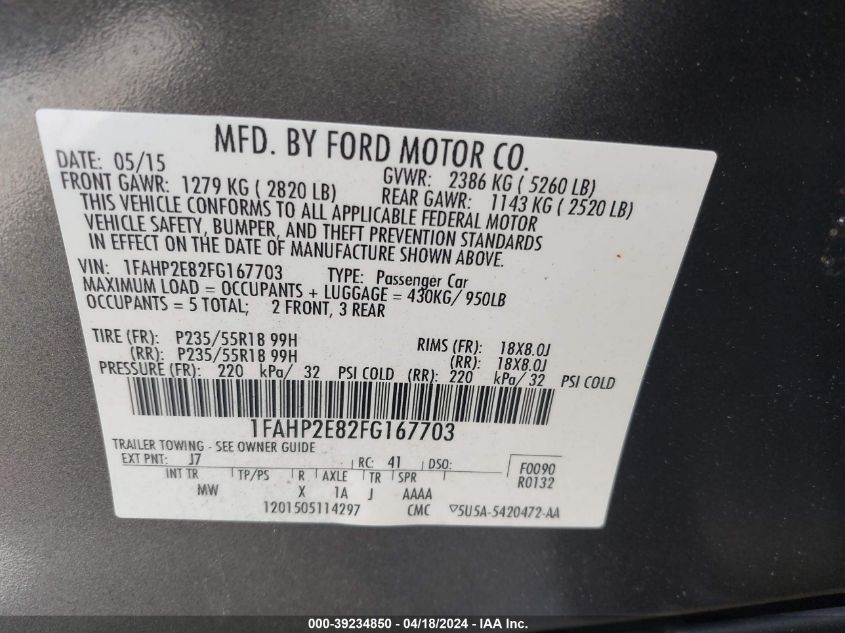 MFD. BY FORD MOTOR CO.
DATE: 05/15 GVWR: 2386 KG ( 5260 LB)
FRONT GAWR: 1279 KG ( 2820 LB) REAR GAWR: 1143 KG ( 2520 LB)
THIS VEHICLE CONFORMS TO ALL APPLICABLE FEDERAL MOTOR
VEHICLE SAFETY, BUMPER, AND THEFT PREVENTION STANDARDS
IN EFFECT ON THE DATE OF MANUFACTURE SHOWN ABOVE.
VIN: 1FAHP2E82FG167703 TYPE: Passenger Car
MAXIMUM LOAD = OCCUPANTS + LUGGAGE = 430KG/ 950LB
OCCUPANTS = 5 TOTAL; 2 FRONT, 3 REAR
TIRE (FR): P235/55R18 99H RIMS (FR): 18X8.0J
(RR): P235/55R18 99H (RR): 18X8.0J
PRESSURE (FR): 220 kPa/ 32 PSI COLD (RR): 220 kPa/ 32 PSI COLD
1FAHP2E82FG167703
TRAILER TOWING - SEE OWNER GUIDE
EXT PNT: J7 RC: 41 DSO: F0090
R0132
INT TR TP/PS R AXLE TR SPR
MW X 1A J AAAA
1201505114297 CMC ▽5U5A-5420472-AA
000-39234850 - 04/18/2024 - IAA Inc.